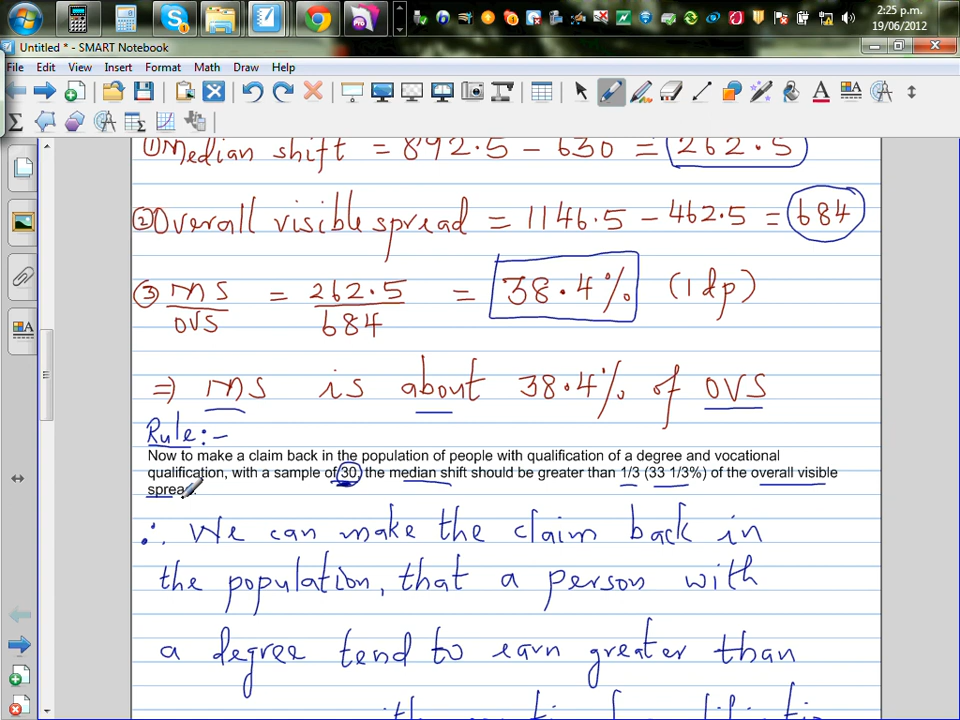 2:25 p.m.
19/06/2012
Untitled * - SMART Notebook
File Edit View Insert Format Math Draw Help
①Median shift = 892.5 - 630 = 262.5
②Overall visible spread = 1146.5 - 462.5 = 684
③ ms/ovs = 262.5/684 = 38.4% (1dp)
⇒ ms is about 38.4% of OVS
Rule:-
Now to make a claim back in the population of people with qualification of a degree and vocational
qualification, with a sample of 30, the median shift should be greater than 1/3 (33 1/3%) of the overall visible
spread.
∴ We can make the claim back in
the population, that a person with
a degree tend to earn greater than